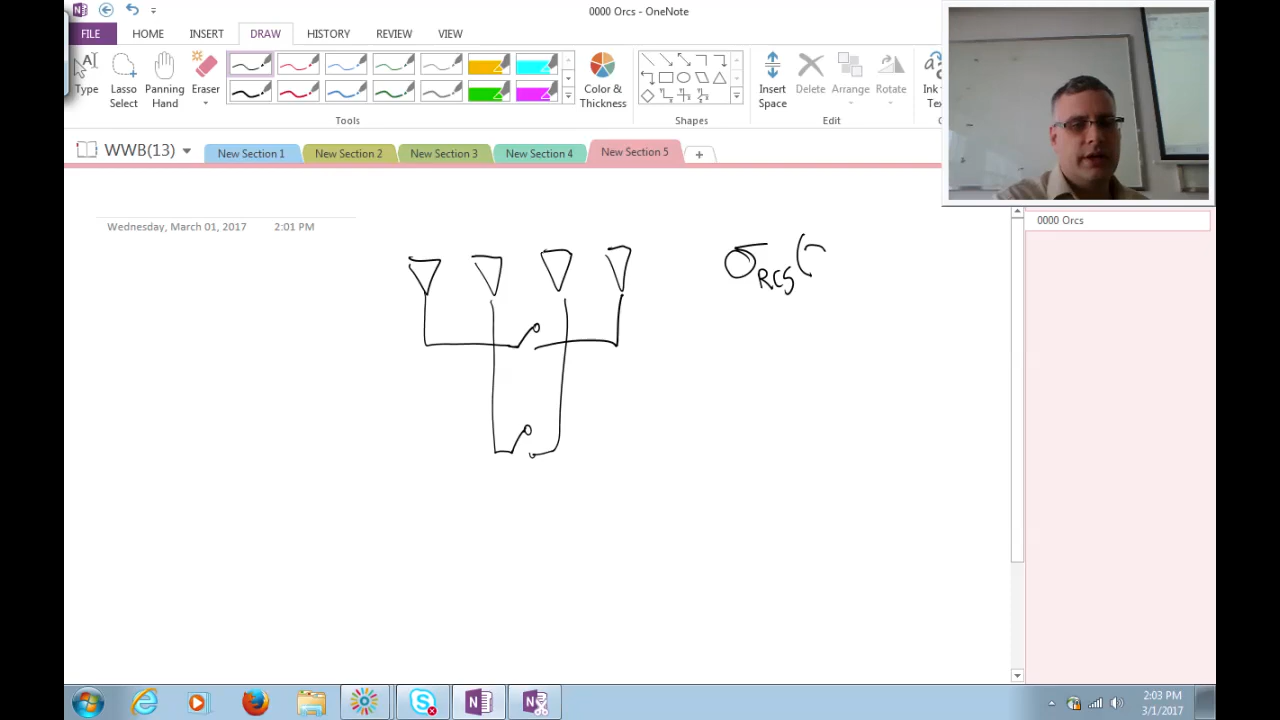 0000 Orcs - OneNote
FILE HOME INSERT DRAW HISTORY REVIEW VIEW
Type Lasso Select Panning Hand Eraser Color & Thickness Insert Space Delete Arrange Rotate Ink to
Tools Shapes Edit
WWB(13) New Section 1 New Section 2 New Section 3 New Section 4 New Section 5
0000 Orcs
Wednesday, March 01, 2017 2:01 PM
σRCS(
2:03 PM
3/1/2017